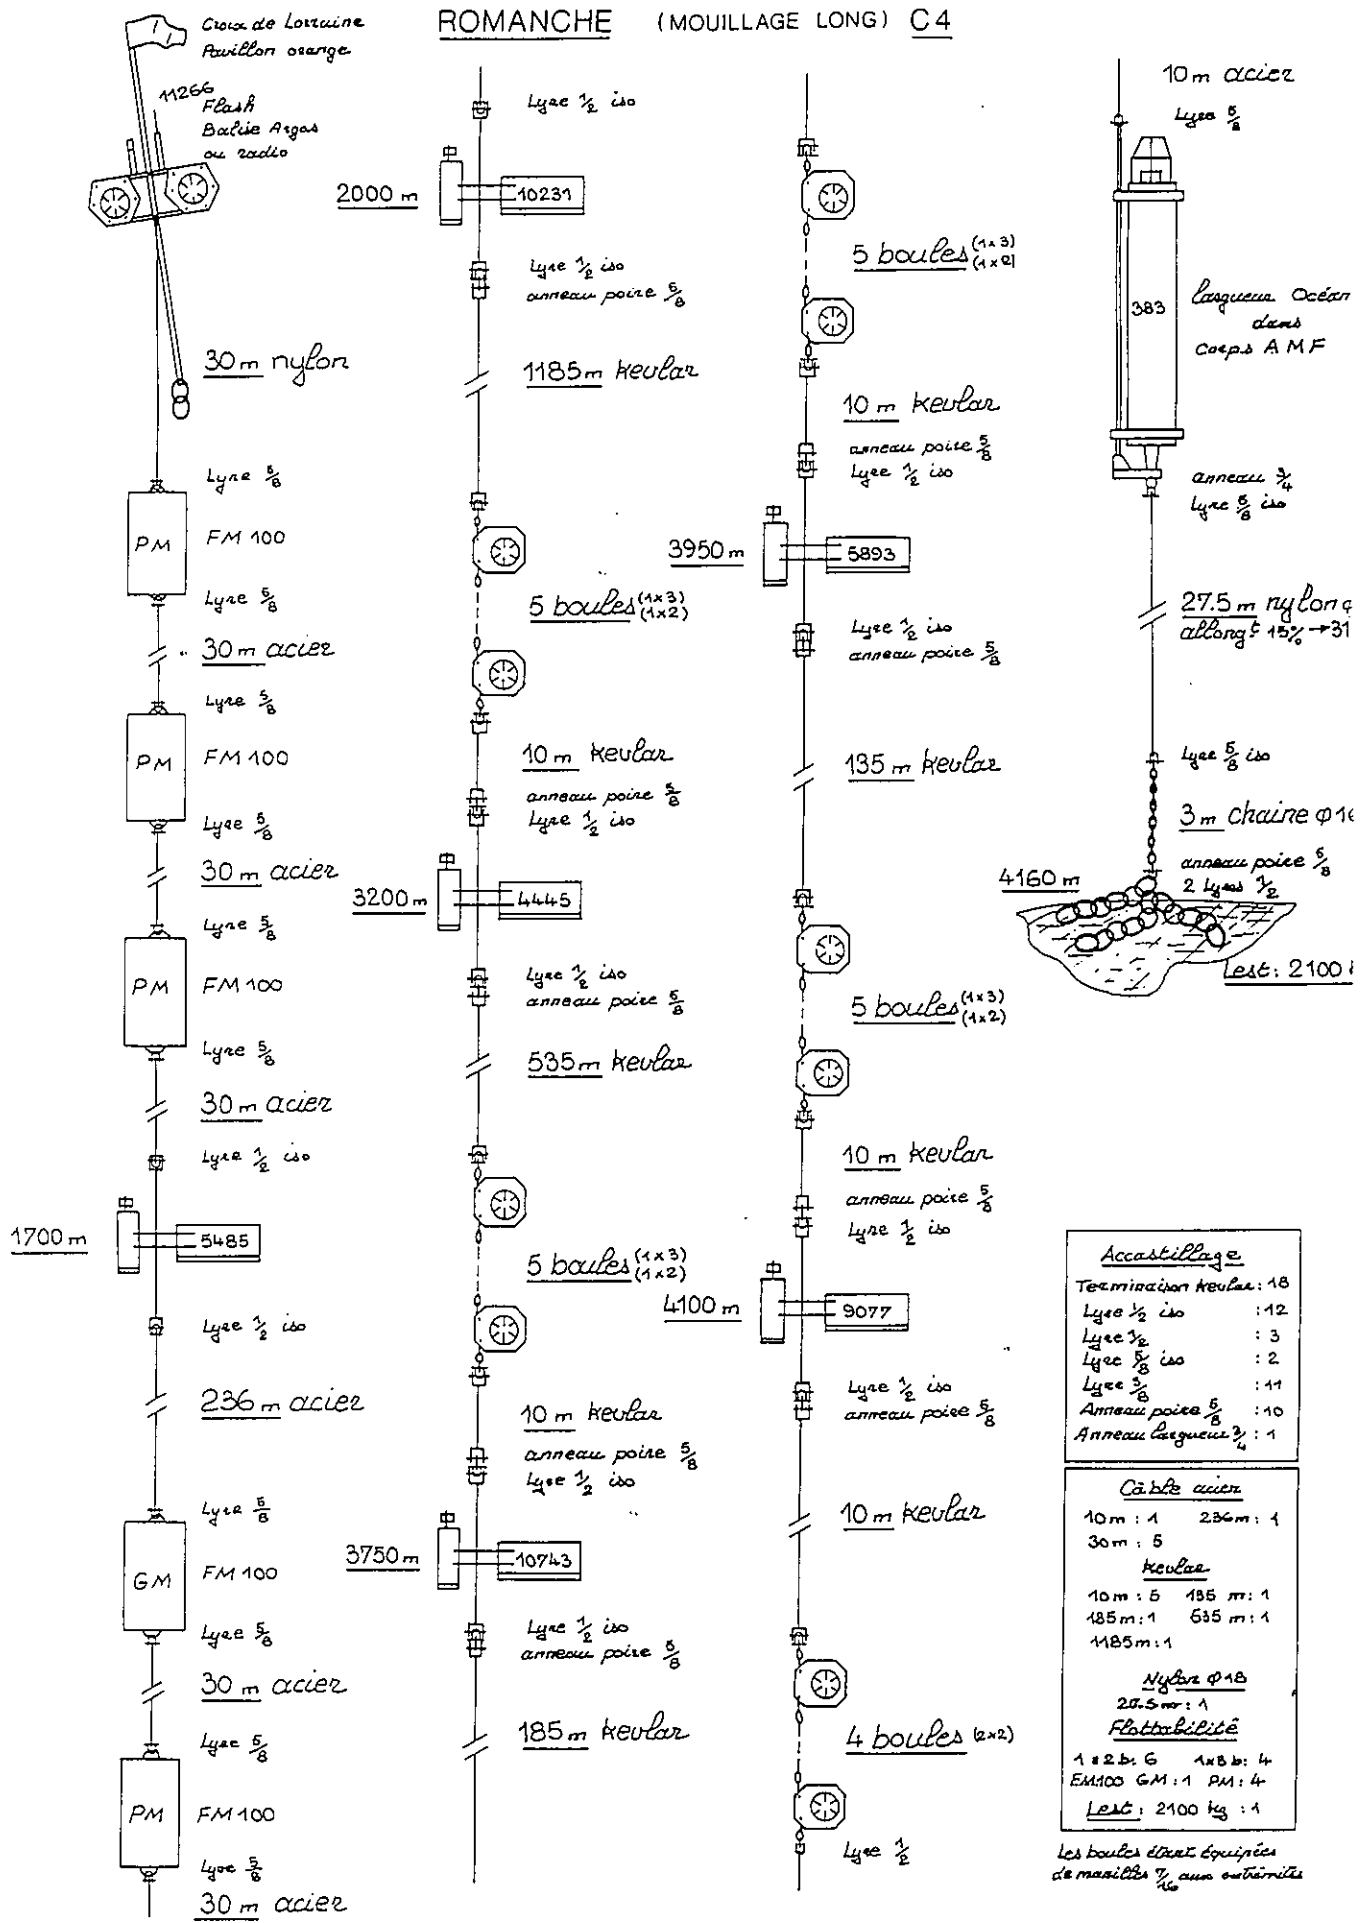 ROMANCHE (MOUILLAGE LONG) C4
Croix de Lorraine
Pavillon orange
11266
Flash
Balise Argos
ou radio
30 m nylon
Lyre 5/8
PM
FM 100
Lyre 5/8
30 m acier
Lyre 5/8
PM
FM 100
Lyre 5/8
30 m acier
Lyre 5/8
PM
FM 100
Lyre 5/8
30 m acier
Lyre 1/2 iso
1700 m
5485
Lyre 1/2 iso
236 m acier
Lyre 5/8
GM
FM 100
Lyre 5/8
30 m acier
Lyre 5/8
PM
FM 100
Lyre 5/8
30 m acier
Lyre 1/2 iso
2000 m
10231
Lyre 1/2 iso
anneau poire 5/8
1185 m kevlar
5 boules (1x3)
(1x2)
10 m kevlar
anneau poire 5/8
Lyre 1/2 iso
3200 m
4445
Lyre 1/2 iso
anneau poire 5/8
535 m kevlar
5 boules (1x3)
(1x2)
10 m kevlar
anneau poire 5/8
Lyre 1/2 iso
3750 m
10743
Lyre 1/2 iso
anneau poire 5/8
185 m kevlar
5 boules (1x3)
(1x2)
10 m kevlar
anneau poire 5/8
Lyre 1/2 iso
3950 m
5893
Lyre 1/2 iso
anneau poire 5/8
135 m kevlar
5 boules (1x3)
(1x2)
10 m kevlar
anneau poire 5/8
Lyre 1/2 iso
4100 m
9077
Lyre 1/2 iso
anneau poire 5/8
10 m kevlar
4 boules (2x2)
Lyre 1/2
10 m acier
Lyre 5/8
383
largueur Océan
dans
corps AMF
anneau 3/4
Lyre 5/8 iso
27.5 m nylon
allongt 15% → 31
Lyre 5/8 iso
3 m chaine φ 16
anneau poire 5/8
2 Lyres 1/2
4160 m
Lest: 2100
Accastillage
Terminaison kevlar : 18
Lyre 1/2 iso : 12
Lyre 1/2 : 3
Lyre 5/8 iso : 2
Lyre 5/8 : 11
Anneau poire 5/8 : 10
Anneau largueur 3/4 : 1
Câble acier
10 m : 1 236 m : 1
30 m : 5
kevlar
10 m : 5 135 m : 1
185 m : 1 535 m : 1
1185 m : 1
Nylon φ 18
27.5 m : 1
Flottabilité
1 x 2 b : 6 1 x 3 b : 4
FM100 GM : 1 PM : 4
Lest : 2100 kg : 1
Les boules étant équipées
de manilles 7/16 aux extrémités